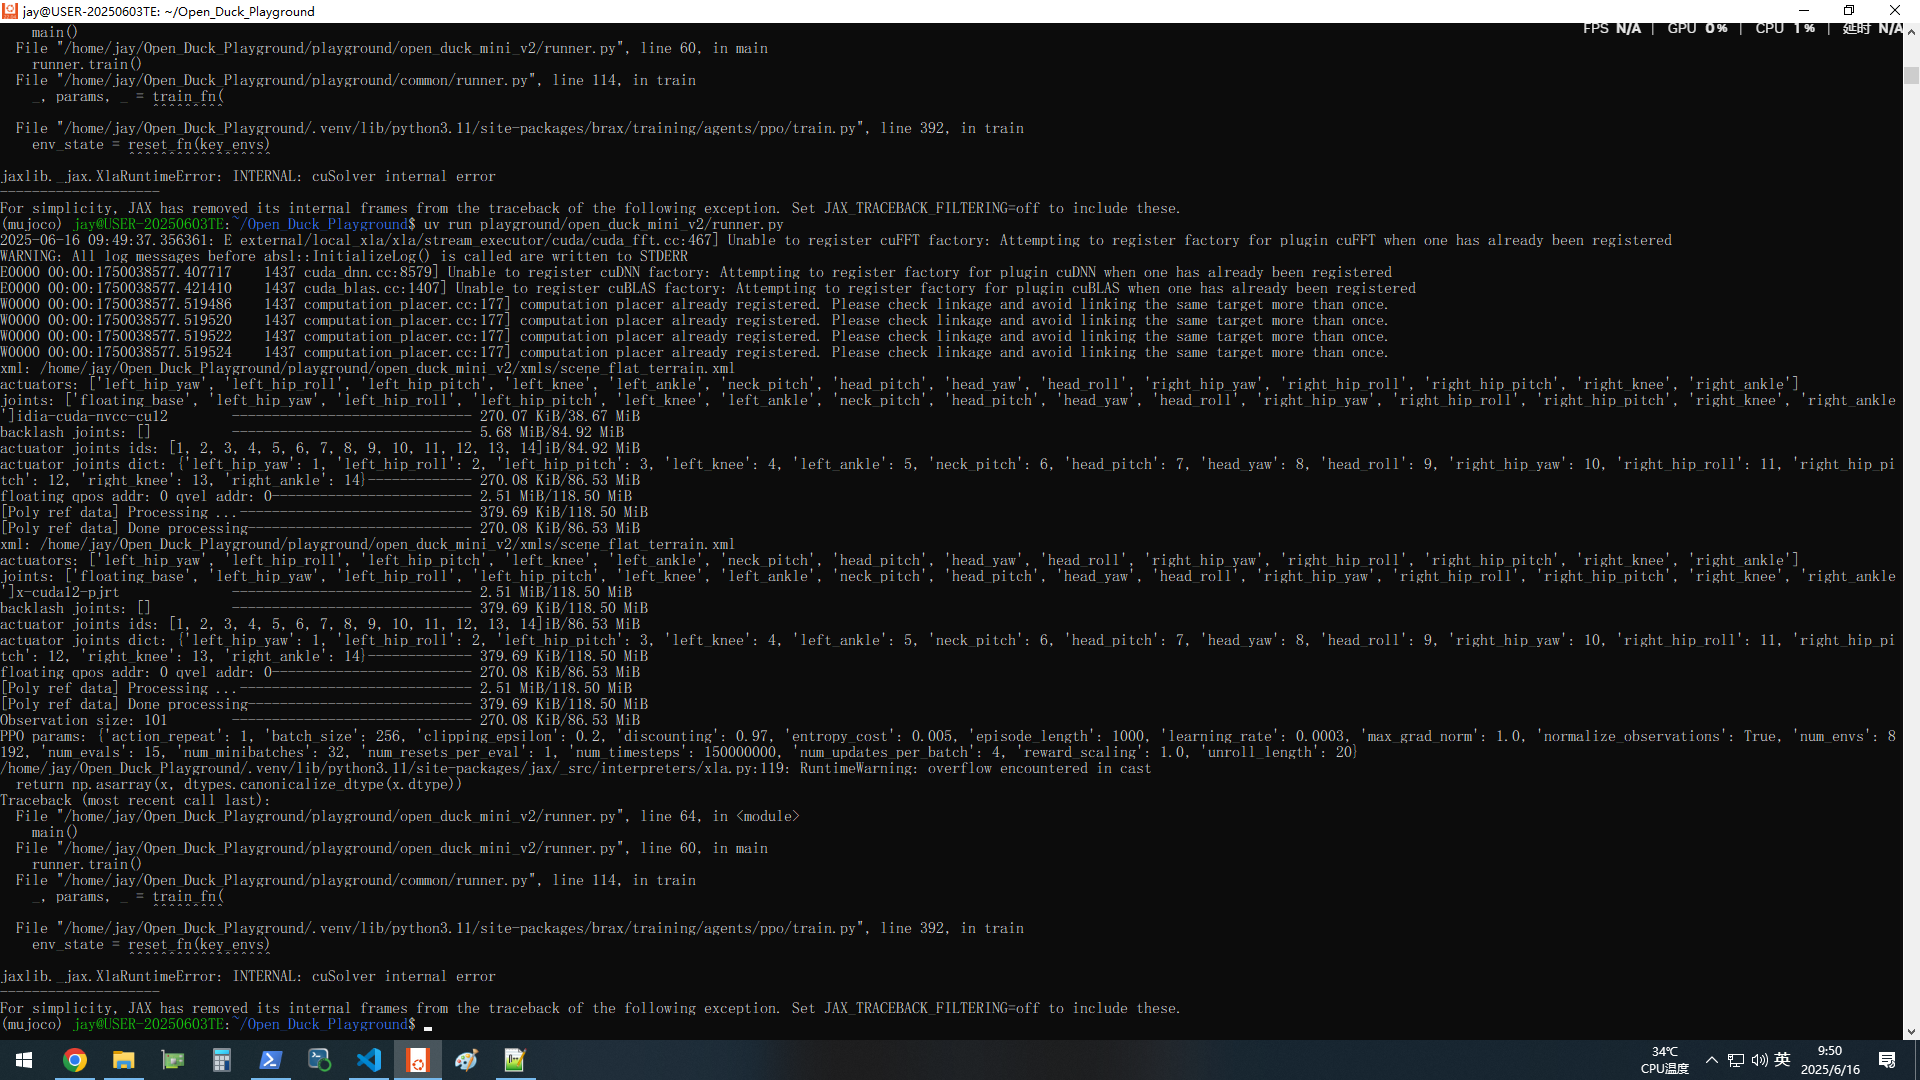 jay@USER-20250603TE: ~/Open_Duck_Playground
FPS N/A | GPU 0% | CPU 1% | 延时 N/A
    main()
  File "/home/jay/Open_Duck_Playground/playground/open_duck_mini_v2/runner.py", line 60, in main
    runner.train()
  File "/home/jay/Open_Duck_Playground/playground/common/runner.py", line 114, in train
    _, params, _ = train_fn(
                   ^^^^^^^^^
  File "/home/jay/Open_Duck_Playground/.venv/lib/python3.11/site-packages/brax/training/agents/ppo/train.py", line 392, in train
    env_state = reset_fn(key_envs)
                ^^^^^^^^^^^^^^^^^^
jaxlib._jax.XlaRuntimeError: INTERNAL: cuSolver internal error
--------------------
For simplicity, JAX has removed its internal frames from the traceback of the following exception. Set JAX_TRACEBACK_FILTERING=off to include these.
(mujoco) jay@USER-20250603TE:~/Open_Duck_Playground$ uv run playground/open_duck_mini_v2/runner.py
2025-06-16 09:49:37.356361: E external/local_xla/xla/stream_executor/cuda/cuda_fft.cc:467] Unable to register cuFFT factory: Attempting to register factory for plugin cuFFT when one has already been registered
WARNING: All log messages before absl::InitializeLog() is called are written to STDERR
E0000 00:00:1750038577.407717    1437 cuda_dnn.cc:8579] Unable to register cuDNN factory: Attempting to register factory for plugin cuDNN when one has already been registered
E0000 00:00:1750038577.421410    1437 cuda_blas.cc:1407] Unable to register cuBLAS factory: Attempting to register factory for plugin cuBLAS when one has already been registered
W0000 00:00:1750038577.519486    1437 computation_placer.cc:177] computation placer already registered. Please check linkage and avoid linking the same target more than once.
W0000 00:00:1750038577.519520    1437 computation_placer.cc:177] computation placer already registered. Please check linkage and avoid linking the same target more than once.
W0000 00:00:1750038577.519522    1437 computation_placer.cc:177] computation placer already registered. Please check linkage and avoid linking the same target more than once.
W0000 00:00:1750038577.519524    1437 computation_placer.cc:177] computation placer already registered. Please check linkage and avoid linking the same target more than once.
xml: /home/jay/Open_Duck_Playground/playground/open_duck_mini_v2/xmls/scene_flat_terrain.xml
actuators: ['left_hip_yaw', 'left_hip_roll', 'left_hip_pitch', 'left_knee', 'left_ankle', 'neck_pitch', 'head_pitch', 'head_yaw', 'head_roll', 'right_hip_yaw', 'right_hip_roll', 'right_hip_pitch', 'right_knee', 'right_ankle']
joints: ['floating_base', 'left_hip_yaw', 'left_hip_roll', 'left_hip_pitch', 'left_knee', 'left_ankle', 'neck_pitch', 'head_pitch', 'head_yaw', 'head_roll', 'right_hip_yaw', 'right_hip_roll', 'right_hip_pitch', 'right_knee', 'right_ankle
']idia-cuda-nvcc-cu12        ------------------------------ 270.07 KiB/38.67 MiB
backlash joints: []          ------------------------------ 5.68 MiB/84.92 MiB
actuator joints ids: [1, 2, 3, 4, 5, 6, 7, 8, 9, 10, 11, 12, 13, 14]iB/84.92 MiB
actuator joints dict: {'left_hip_yaw': 1, 'left_hip_roll': 2, 'left_hip_pitch': 3, 'left_knee': 4, 'left_ankle': 5, 'neck_pitch': 6, 'head_pitch': 7, 'head_yaw': 8, 'head_roll': 9, 'right_hip_yaw': 10, 'right_hip_roll': 11, 'right_hip_pi
tch': 12, 'right_knee': 13, 'right_ankle': 14}------------- 270.08 KiB/86.53 MiB
floating qpos addr: 0 qvel addr: 0------------------------- 2.51 MiB/118.50 MiB
[Poly ref data] Processing ...----------------------------- 379.69 KiB/118.50 MiB
[Poly ref data] Done processing---------------------------- 270.08 KiB/86.53 MiB
xml: /home/jay/Open_Duck_Playground/playground/open_duck_mini_v2/xmls/scene_flat_terrain.xml
actuators: ['left_hip_yaw', 'left_hip_roll', 'left_hip_pitch', 'left_knee', 'left_ankle', 'neck_pitch', 'head_pitch', 'head_yaw', 'head_roll', 'right_hip_yaw', 'right_hip_roll', 'right_hip_pitch', 'right_knee', 'right_ankle']
joints: ['floating_base', 'left_hip_yaw', 'left_hip_roll', 'left_hip_pitch', 'left_knee', 'left_ankle', 'neck_pitch', 'head_pitch', 'head_yaw', 'head_roll', 'right_hip_yaw', 'right_hip_roll', 'right_hip_pitch', 'right_knee', 'right_ankle
']x-cuda12-pjrt              ------------------------------ 2.51 MiB/118.50 MiB
backlash joints: []          ------------------------------ 379.69 KiB/118.50 MiB
actuator joints ids: [1, 2, 3, 4, 5, 6, 7, 8, 9, 10, 11, 12, 13, 14]iB/86.53 MiB
actuator joints dict: {'left_hip_yaw': 1, 'left_hip_roll': 2, 'left_hip_pitch': 3, 'left_knee': 4, 'left_ankle': 5, 'neck_pitch': 6, 'head_pitch': 7, 'head_yaw': 8, 'head_roll': 9, 'right_hip_yaw': 10, 'right_hip_roll': 11, 'right_hip_pi
tch': 12, 'right_knee': 13, 'right_ankle': 14}------------- 379.69 KiB/118.50 MiB
floating qpos addr: 0 qvel addr: 0------------------------- 270.08 KiB/86.53 MiB
[Poly ref data] Processing ...----------------------------- 2.51 MiB/118.50 MiB
[Poly ref data] Done processing---------------------------- 379.69 KiB/118.50 MiB
Observation size: 101        ------------------------------ 270.08 KiB/86.53 MiB
PPO params: {'action_repeat': 1, 'batch_size': 256, 'clipping_epsilon': 0.2, 'discounting': 0.97, 'entropy_cost': 0.005, 'episode_length': 1000, 'learning_rate': 0.0003, 'max_grad_norm': 1.0, 'normalize_observations': True, 'num_envs': 8
192, 'num_evals': 15, 'num_minibatches': 32, 'num_resets_per_eval': 1, 'num_timesteps': 150000000, 'num_updates_per_batch': 4, 'reward_scaling': 1.0, 'unroll_length': 20}
/home/jay/Open_Duck_Playground/.venv/lib/python3.11/site-packages/jax/_src/interpreters/xla.py:119: RuntimeWarning: overflow encountered in cast
  return np.asarray(x, dtypes.canonicalize_dtype(x.dtype))
Traceback (most recent call last):
  File "/home/jay/Open_Duck_Playground/playground/open_duck_mini_v2/runner.py", line 64, in <module>
    main()
  File "/home/jay/Open_Duck_Playground/playground/open_duck_mini_v2/runner.py", line 60, in main
    runner.train()
  File "/home/jay/Open_Duck_Playground/playground/common/runner.py", line 114, in train
    _, params, _ = train_fn(
                   ^^^^^^^^^
  File "/home/jay/Open_Duck_Playground/.venv/lib/python3.11/site-packages/brax/training/agents/ppo/train.py", line 392, in train
    env_state = reset_fn(key_envs)
                ^^^^^^^^^^^^^^^^^^
jaxlib._jax.XlaRuntimeError: INTERNAL: cuSolver internal error
--------------------
For simplicity, JAX has removed its internal frames from the traceback of the following exception. Set JAX_TRACEBACK_FILTERING=off to include these.
(mujoco) jay@USER-20250603TE:~/Open_Duck_Playground$
34℃
CPU温度
英
9:50
2025/6/16